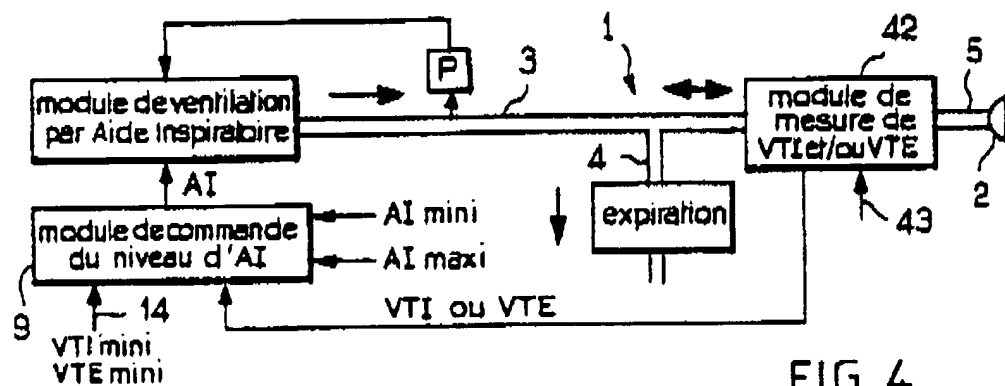 1
42
P
3
5
module de ventilation
par Aide Inspiratoire
module de
mesure de
VTI et/ou VTE
4
2
AI
AI mini
expiration
43
module de commande
du niveau d'AI
AI maxi
9
14
VTI ou VTE
VTI mini
VTE mini
FIG. 4